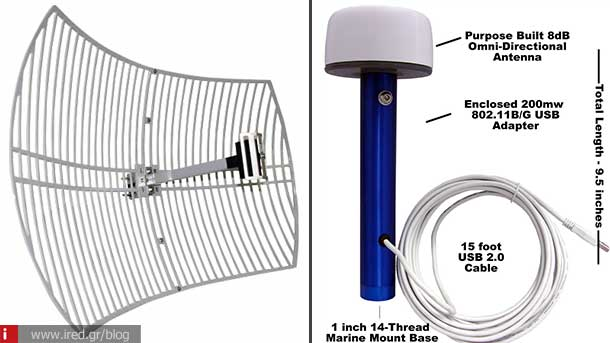 Purpose Built 8dB
Omni-Directional
Antenna
Enclosed 200mw
802.11B/G USB
Adapter
Total Length - 9.5 inches
15 foot
USB 2.0
Cable
1 inch 14-Thread
Marine Mount Base
i www.ired.gr/blog